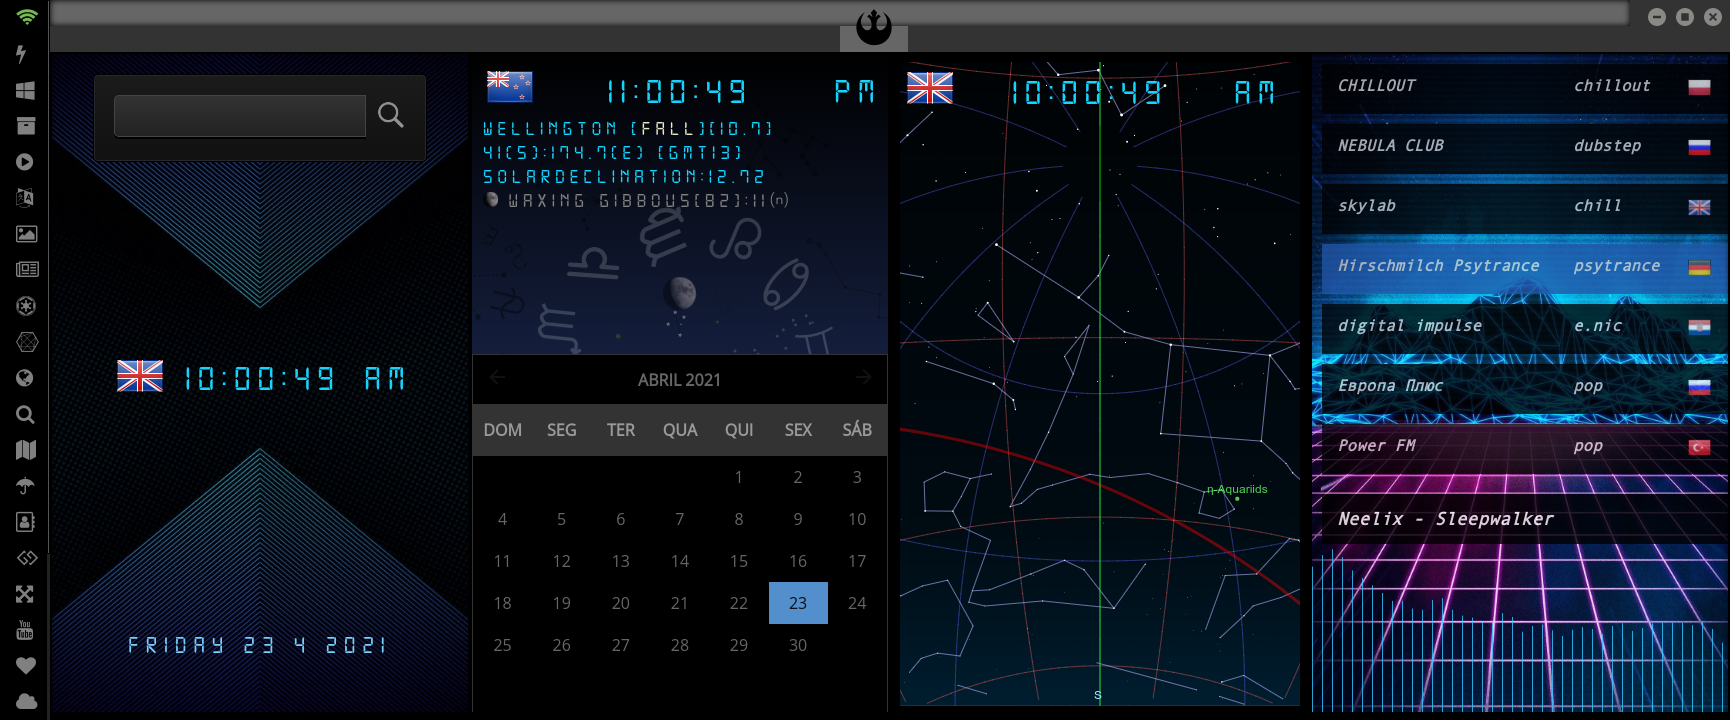 10:00:49 AM
FRIDAY 23 4 2021
11:00:49 PM
WELLINGTON (FALL)(10.7)
41(S):174.7(E) (GMT13)
SOLARDECLINATION:12.72
WAXING GIBBOUS(82):11(n)
ABRIL 2021
DOM SEG TER QUA QUI SEX SÁB
1 2 3
4 5 6 7 8 9 10
11 12 13 14 15 16 17
18 19 20 21 22 23 24
25 26 27 28 29 30
10:00:49 AM
η-Aquariids
S
CHILLOUT chillout
NEBULA CLUB dubstep
skylab chill
Hirschmilch Psytrance psytrance
digital impulse e.nic
Европа Плюс pop
Power FM pop
Neelix - Sleepwalker
You
Tube